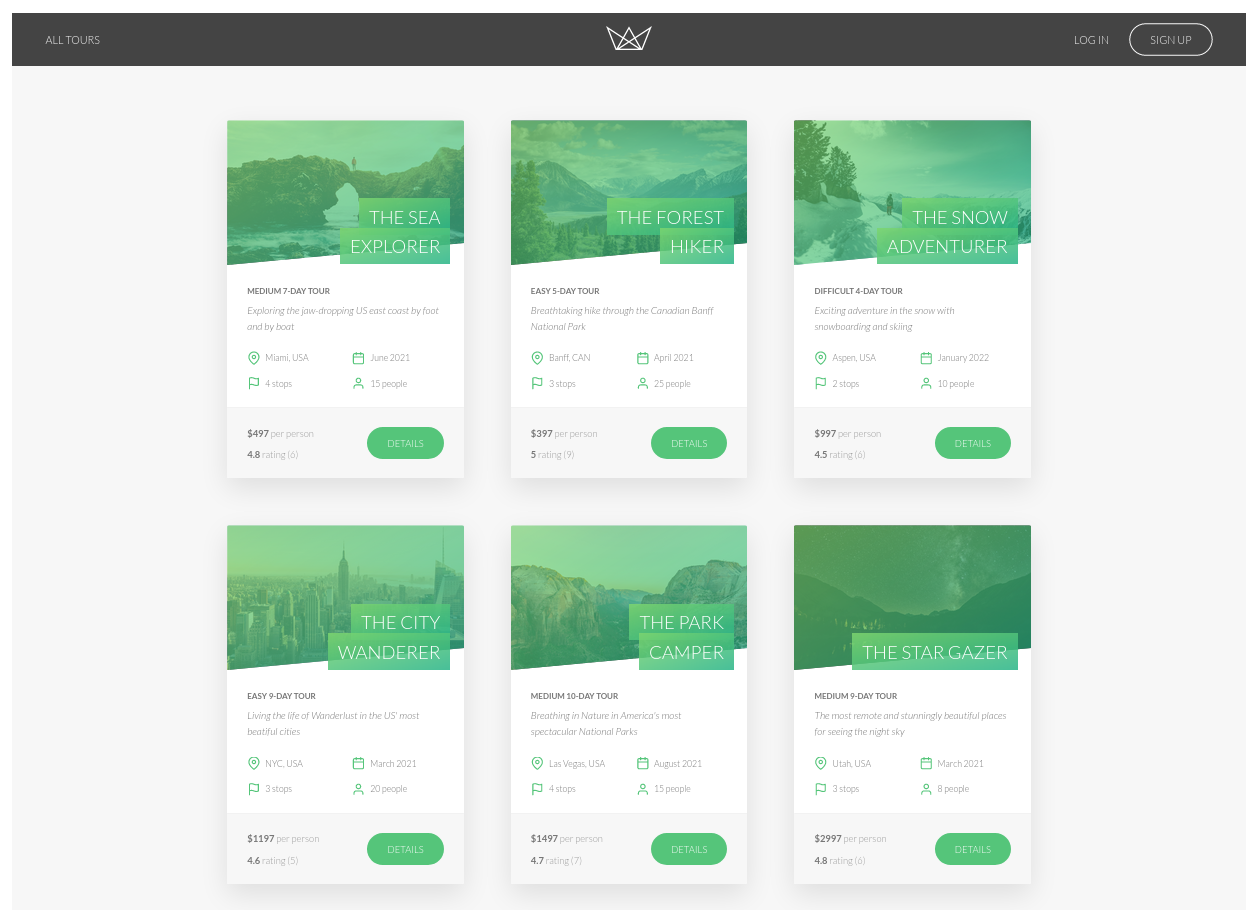 ALL TOURS
LOG IN
SIGN UP
THE SEA
EXPLORER
MEDIUM 7-DAY TOUR
Exploring the jaw-dropping US east coast by foot
and by boat
Miami, USA
June 2021
4 stops
15 people
$497 per person
4.8 rating (6)
DETAILS
THE FOREST
HIKER
EASY 5-DAY TOUR
Breathtaking hike through the Canadian Banff
National Park
Banff, CAN
April 2021
3 stops
25 people
$397 per person
5 rating (9)
DETAILS
THE SNOW
ADVENTURER
DIFFICULT 4-DAY TOUR
Exciting adventure in the snow with
snowboarding and skiing
Aspen, USA
January 2022
2 stops
10 people
$997 per person
4.5 rating (6)
DETAILS
THE CITY
WANDERER
EASY 9-DAY TOUR
Living the life of Wanderlust in the US' most
beatiful cities
NYC, USA
March 2021
3 stops
20 people
$1197 per person
4.6 rating (5)
DETAILS
THE PARK
CAMPER
MEDIUM 10-DAY TOUR
Breathing in Nature in America's most
spectacular National Parks
Las Vegas, USA
August 2021
4 stops
15 people
$1497 per person
4.7 rating (7)
DETAILS
THE STAR GAZER
MEDIUM 9-DAY TOUR
The most remote and stunningly beautiful places
for seeing the night sky
Utah, USA
March 2021
3 stops
8 people
$2997 per person
4.8 rating (6)
DETAILS